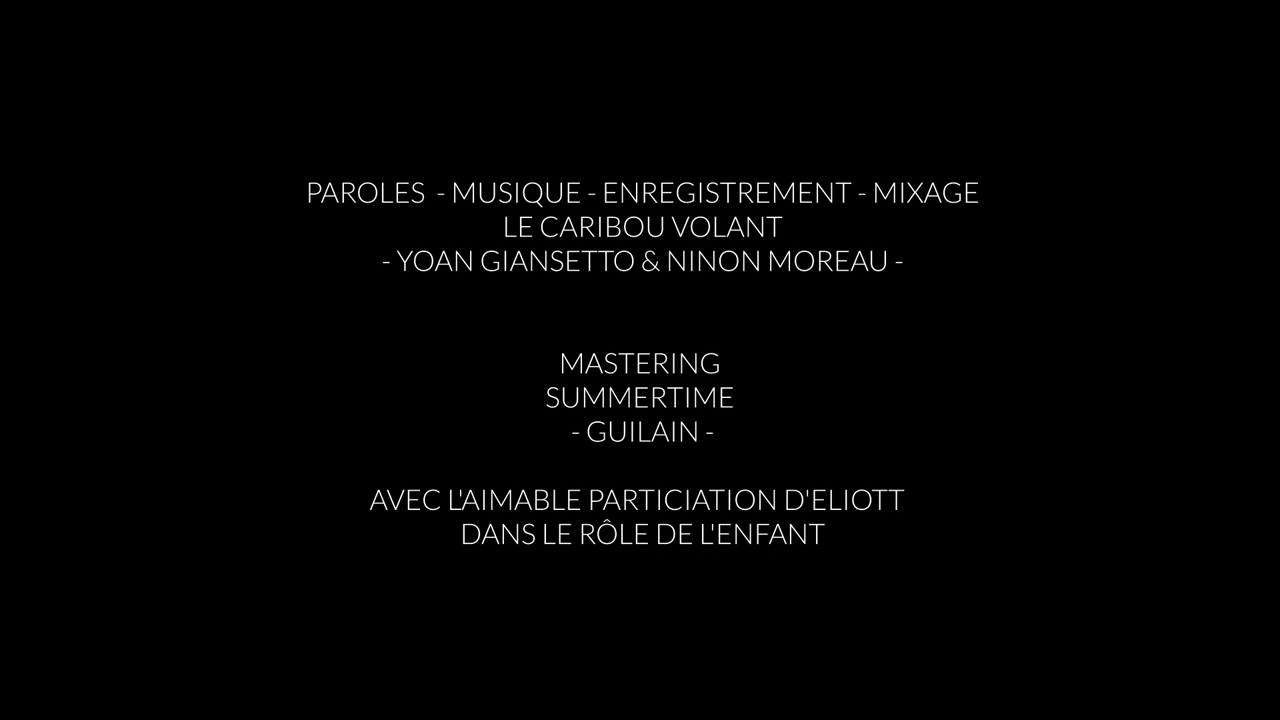 PAROLES  - MUSIQUE - ENREGISTREMENT - MIXAGE
LE CARIBOU VOLANT
- YOAN GIANSETTO & NINON MOREAU -
MASTERING
SUMMERTIME
- GUILAIN -
AVEC L'AIMABLE PARTICIATION D'ELIOTT
DANS LE RÔLE DE L'ENFANT